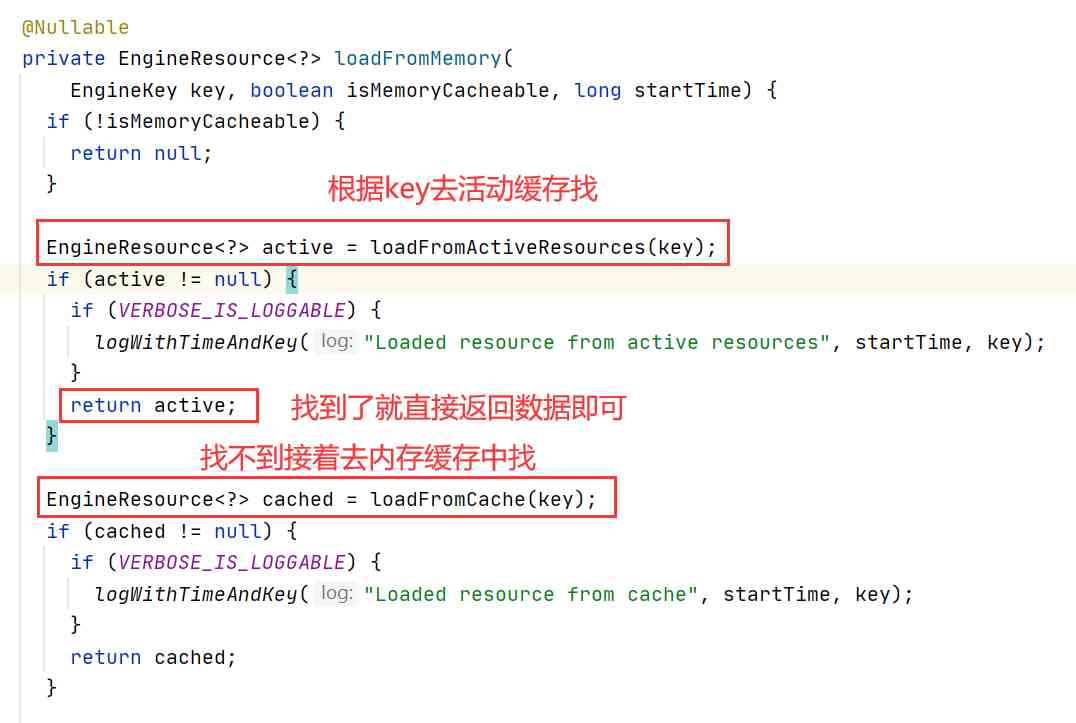 @Nullable
private EngineResource<?> loadFromMemory(
EngineKey key, boolean isMemoryCacheable, long startTime) {
if (!isMemoryCacheable) {
return null;
}
根据key去活动缓存找
EngineResource<?> active = loadFromActiveResources(key);
if (active != null) {
if (VERBOSE_IS_LOGGABLE) {
logWithTimeAndKey( log: "Loaded resource from active resources", startTime, key);
}
return active; 找到了就直接返回数据即可
}
找不到接着去内存缓存中找
EngineResource<?> cached = loadFromCache(key);
if (cached != null) {
if (VERBOSE_IS_LOGGABLE) {
logWithTimeAndKey( log: "Loaded resource from cache", startTime, key);
}
return cached;
}